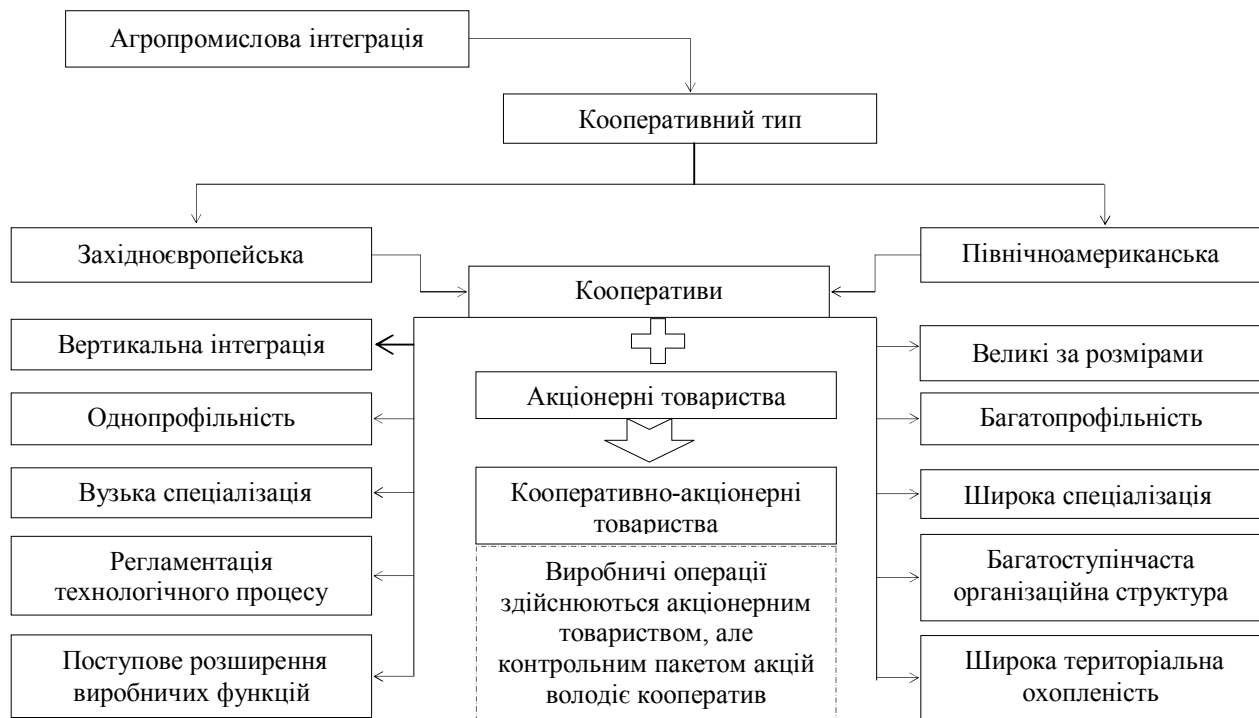 Агропромислова інтеграція
Кооперативний тип
Західноєвропейська
Північноамериканська
Кооперативи
Вертикальна інтеграція
Великі за розмірами
Акціонерні товариства
Однопрофільність
Багатопрофільність
Вузька спеціалізація
Кооперативно-акціонерні
товариства
Широка спеціалізація
Регламентація
технологічного процесу
Виробничі операції
здійснюються акціонерним
товариством, але
контрольним пакетом акцій
володіє кооператив
Багатоступінчаста
організаційна структура
Поступове розширення
виробничих функцій
Широка територіальна
охопленість